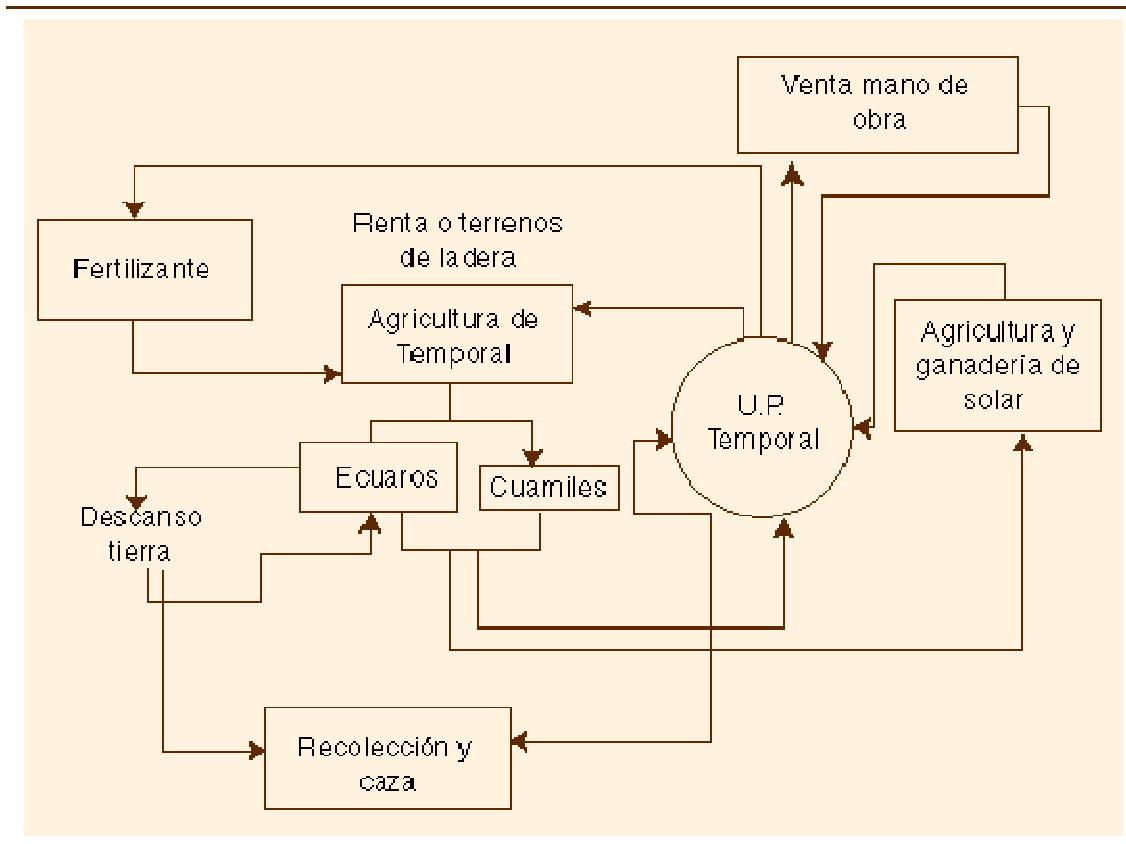 Venta mano de
obra
Renta o terrenos
de ladera
Fertilizante
Agricultura de
Temporal
Agricultura y
ganadería de
solar
U.P.
Temporal
Ecuaros
Cuamiles
Descanso
tierra
Recolección y
caza